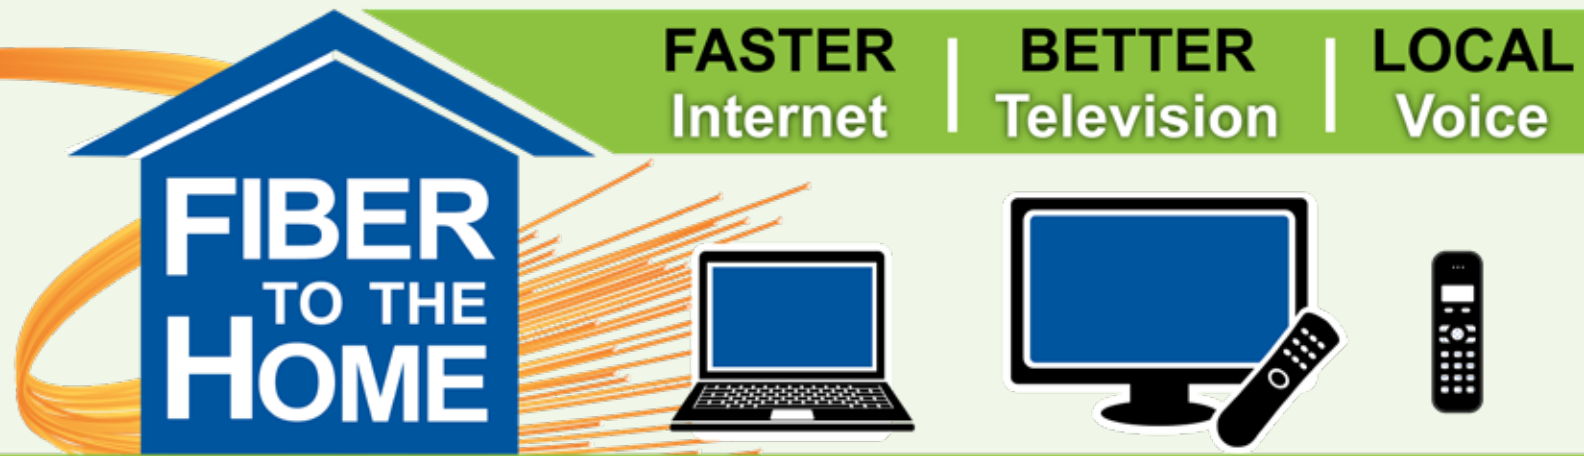 FASTER | BETTER | LOCAL
Internet Television Voice
FIBER
TO THE
HOME